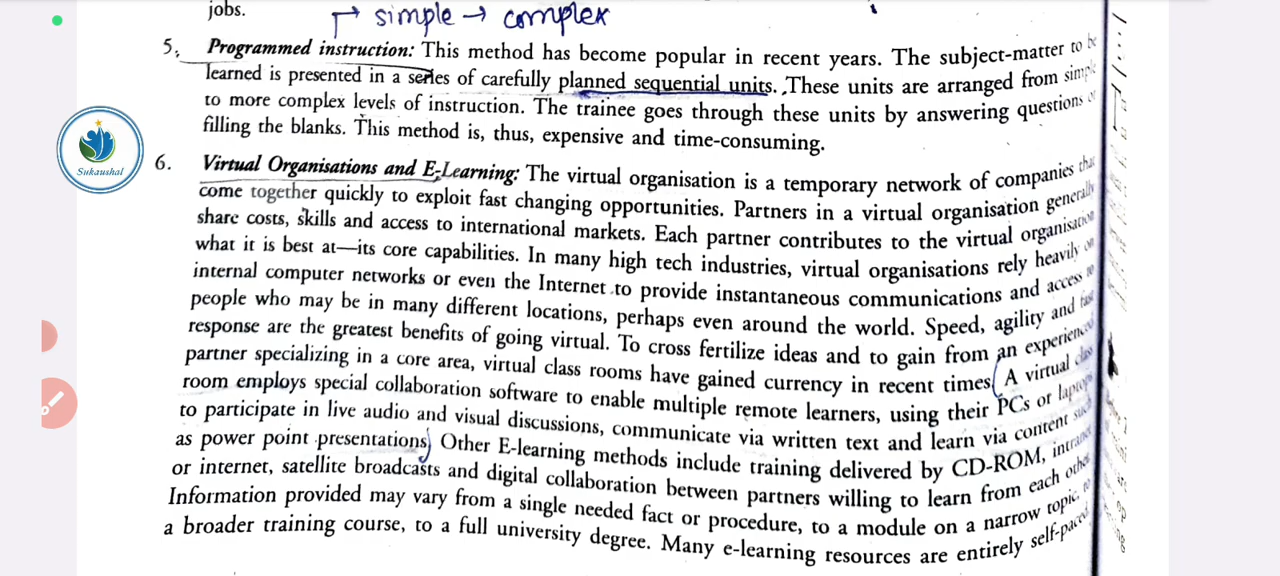 jobs.
simple → complex
5. Programmed instruction: This method has become popular in recent years. The subject-matter to be
learned is presented in a series of carefully planned sequential units. These units are arranged from simple
to more complex levels of instruction. The trainee goes through these units by answering questions or
filling the blanks. This method is, thus, expensive and time-consuming.
Sukaushal
6. Virtual Organisations and E-Learning: The virtual organisation is a temporary network of companies that
come together quickly to exploit fast changing opportunities. Partners in a virtual organisation generally
share costs, skills and access to international markets. Each partner contributes to the virtual organisation
what it is best at—its core capabilities. In many high tech industries, virtual organisations rely heavily on
internal computer networks or even the Internet to provide instantaneous communications and access to
people who may be in many different locations, perhaps even around the world. Speed, agility and fast
response are the greatest benefits of going virtual. To cross fertilize ideas and to gain from an experienced
partner specializing in a core area, virtual class rooms have gained currency in recent times. (A virtual class
room employs special collaboration software to enable multiple remote learners, using their PCs or laptops
to participate in live audio and visual discussions, communicate via written text and learn via content such
as power point presentations) Other E-learning methods include training delivered by CD-ROM, intranet
or internet, satellite broadcasts and digital collaboration between partners willing to learn from each other.
Information provided may vary from a single needed fact or procedure, to a module on a narrow topic, to
a broader training course, to a full university degree. Many e-learning resources are entirely self-paced.